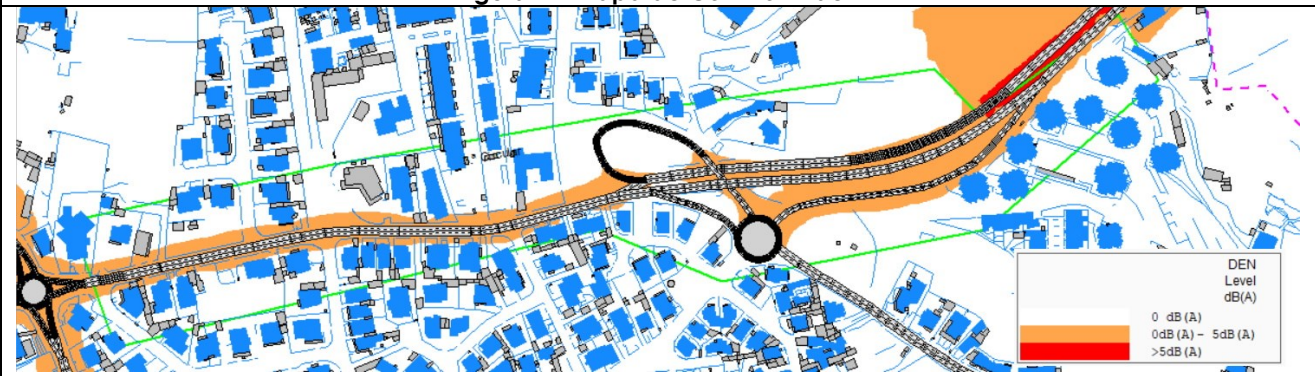 DEN
Level
dB(A)
0 dB(A)
0dB(A) - 5dB(A)
>5dB(A)